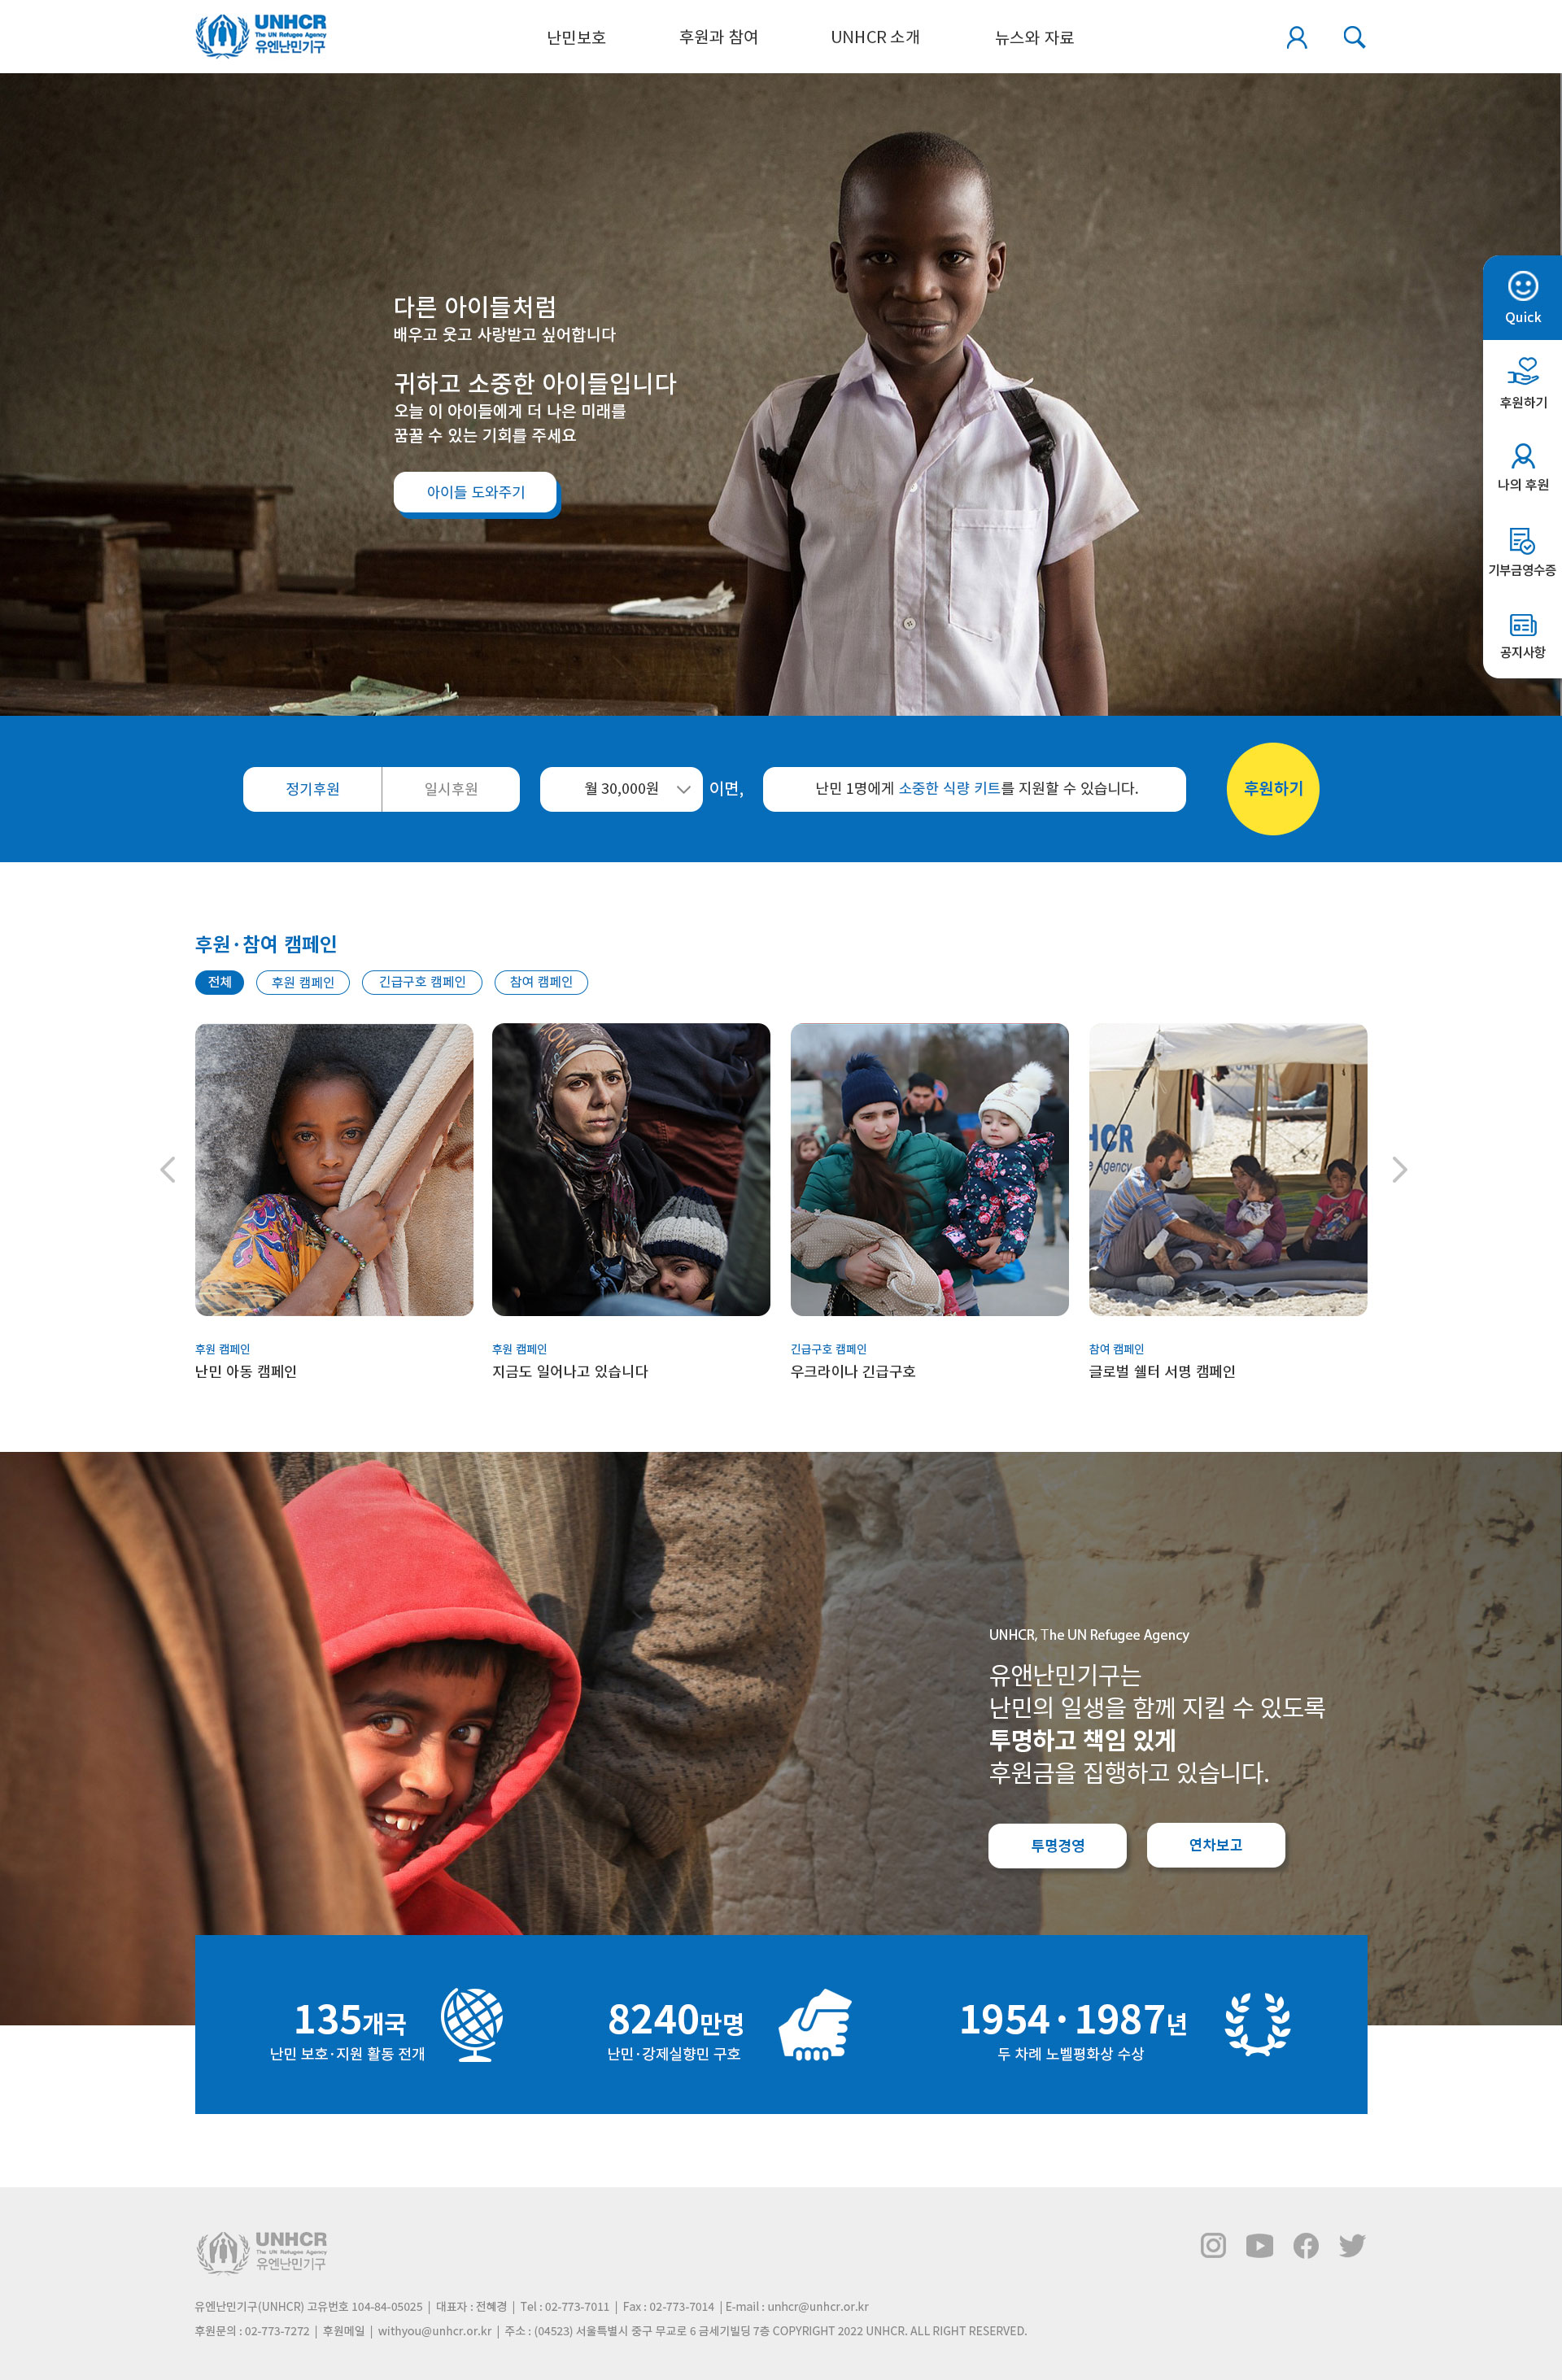 UNHCR
The UN Refugee Agency
유엔난민기구
난민보호
후원과 참여
UNHCR 소개
뉴스와 자료
다른 아이들처럼
배우고 웃고 사랑받고 싶어합니다
귀하고 소중한 아이들입니다
오늘 이 아이들에게 더 나은 미래를
꿈꿀 수 있는 기회를 주세요
아이들 도와주기
Quick
후원하기
나의 후원
기부금영수증
공지사항
정기후원
일시후원
월 30,000원
이면,
난민 1명에게 소중한 식량 키트를 지원할 수 있습니다.
후원하기
후원·참여 캠페인
전체
후원 캠페인
긴급구호 캠페인
참여 캠페인
HCR
e Agency
후원 캠페인
난민 아동 캠페인
후원 캠페인
지금도 일어나고 있습니다
긴급구호 캠페인
우크라이나 긴급구호
참여 캠페인
글로벌 쉘터 서명 캠페인
UNHCR, The UN Refugee Agency
유앤난민기구는
난민의 일생을 함께 지킬 수 있도록
투명하고 책임 있게
후원금을 집행하고 있습니다.
투명경영
연차보고
135개국
난민 보호·지원 활동 전개
8240만명
난민·강제실향민 구호
1954·1987년
두 차례 노벨평화상 수상
UNHCR
The UN Refugee Agency
유엔난민기구
유엔난민기구(UNHCR) 고유번호 104-84-05025 | 대표자 : 전혜경 | Tel : 02-773-7011 | Fax : 02-773-7014 | E-mail : unhcr@unhcr.or.kr
후원문의 : 02-773-7272 | 후원메일 | withyou@unhcr.or.kr | 주소 : (04523) 서울특별시 중구 무교로 6 금세기빌딩 7층 COPYRIGHT 2022 UNHCR. ALL RIGHT RESERVED.